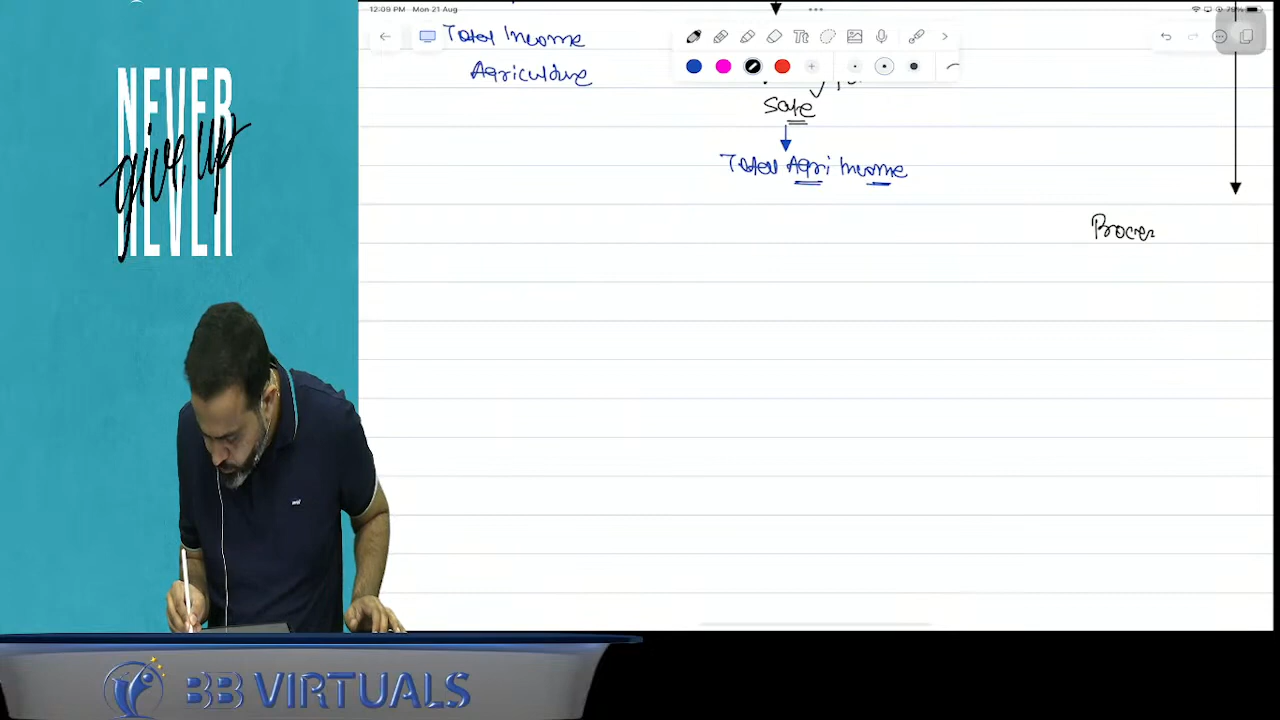 12:09 PM Mon 21 Aug
79%
Total Income
Agriculture
Sale
Total Agri Income
Proces
NEVER
give up
NEVER
BB VIRTUALS